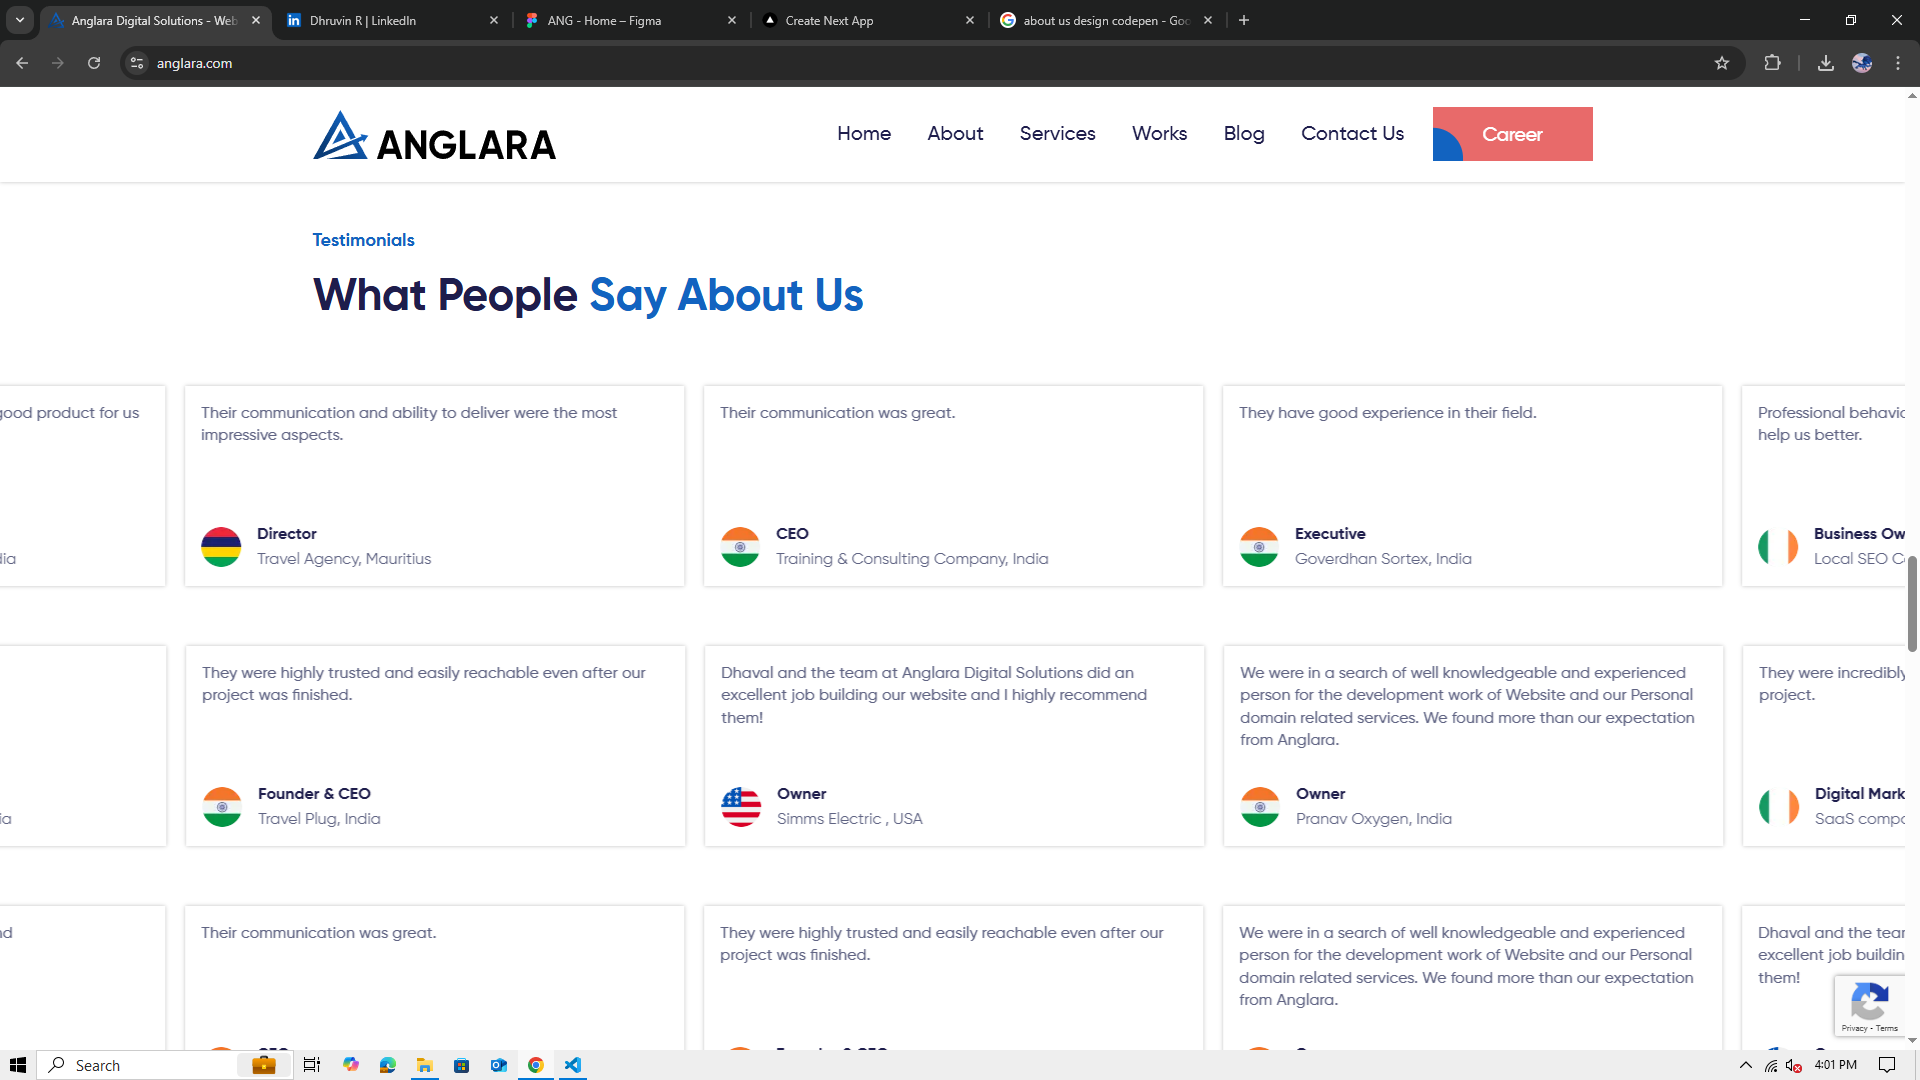 Anglara Digital Solutions - Web
Dhruvin R | LinkedIn
ANG - Home – Figma
Create Next App
about us design codepen - Goo
anglara.com
ANGLARA
Home
About
Services
Works
Blog
Contact Us
Career
Testimonials
What People Say About Us
good product for us
Their communication and ability to deliver were the most
impressive aspects.
Director
Travel Agency, Mauritius
Their communication was great.
CEO
Training & Consulting Company, India
They have good experience in their field.
Executive
Goverdhan Sortex, India
Professional behavio
help us better.
Business Ow
Local SEO C
They were highly trusted and easily reachable even after our
project was finished.
Founder & CEO
Travel Plug, India
Dhaval and the team at Anglara Digital Solutions did an
excellent job building our website and I highly recommend
them!
Owner
Simms Electric , USA
We were in a search of well knowledgeable and experienced
person for the development work of Website and our Personal
domain related services. We found more than our expectation
from Anglara.
Owner
Pranav Oxygen, India
They were incredibly
project.
Digital Mark
SaaS compa
Their communication was great.
They were highly trusted and easily reachable even after our
project was finished.
We were in a search of well knowledgeable and experienced
person for the development work of Website and our Personal
domain related services. We found more than our expectation
from Anglara.
Dhaval and the tear
excellent job buildin
them!
Privacy - Terms
Search
4:01 PM